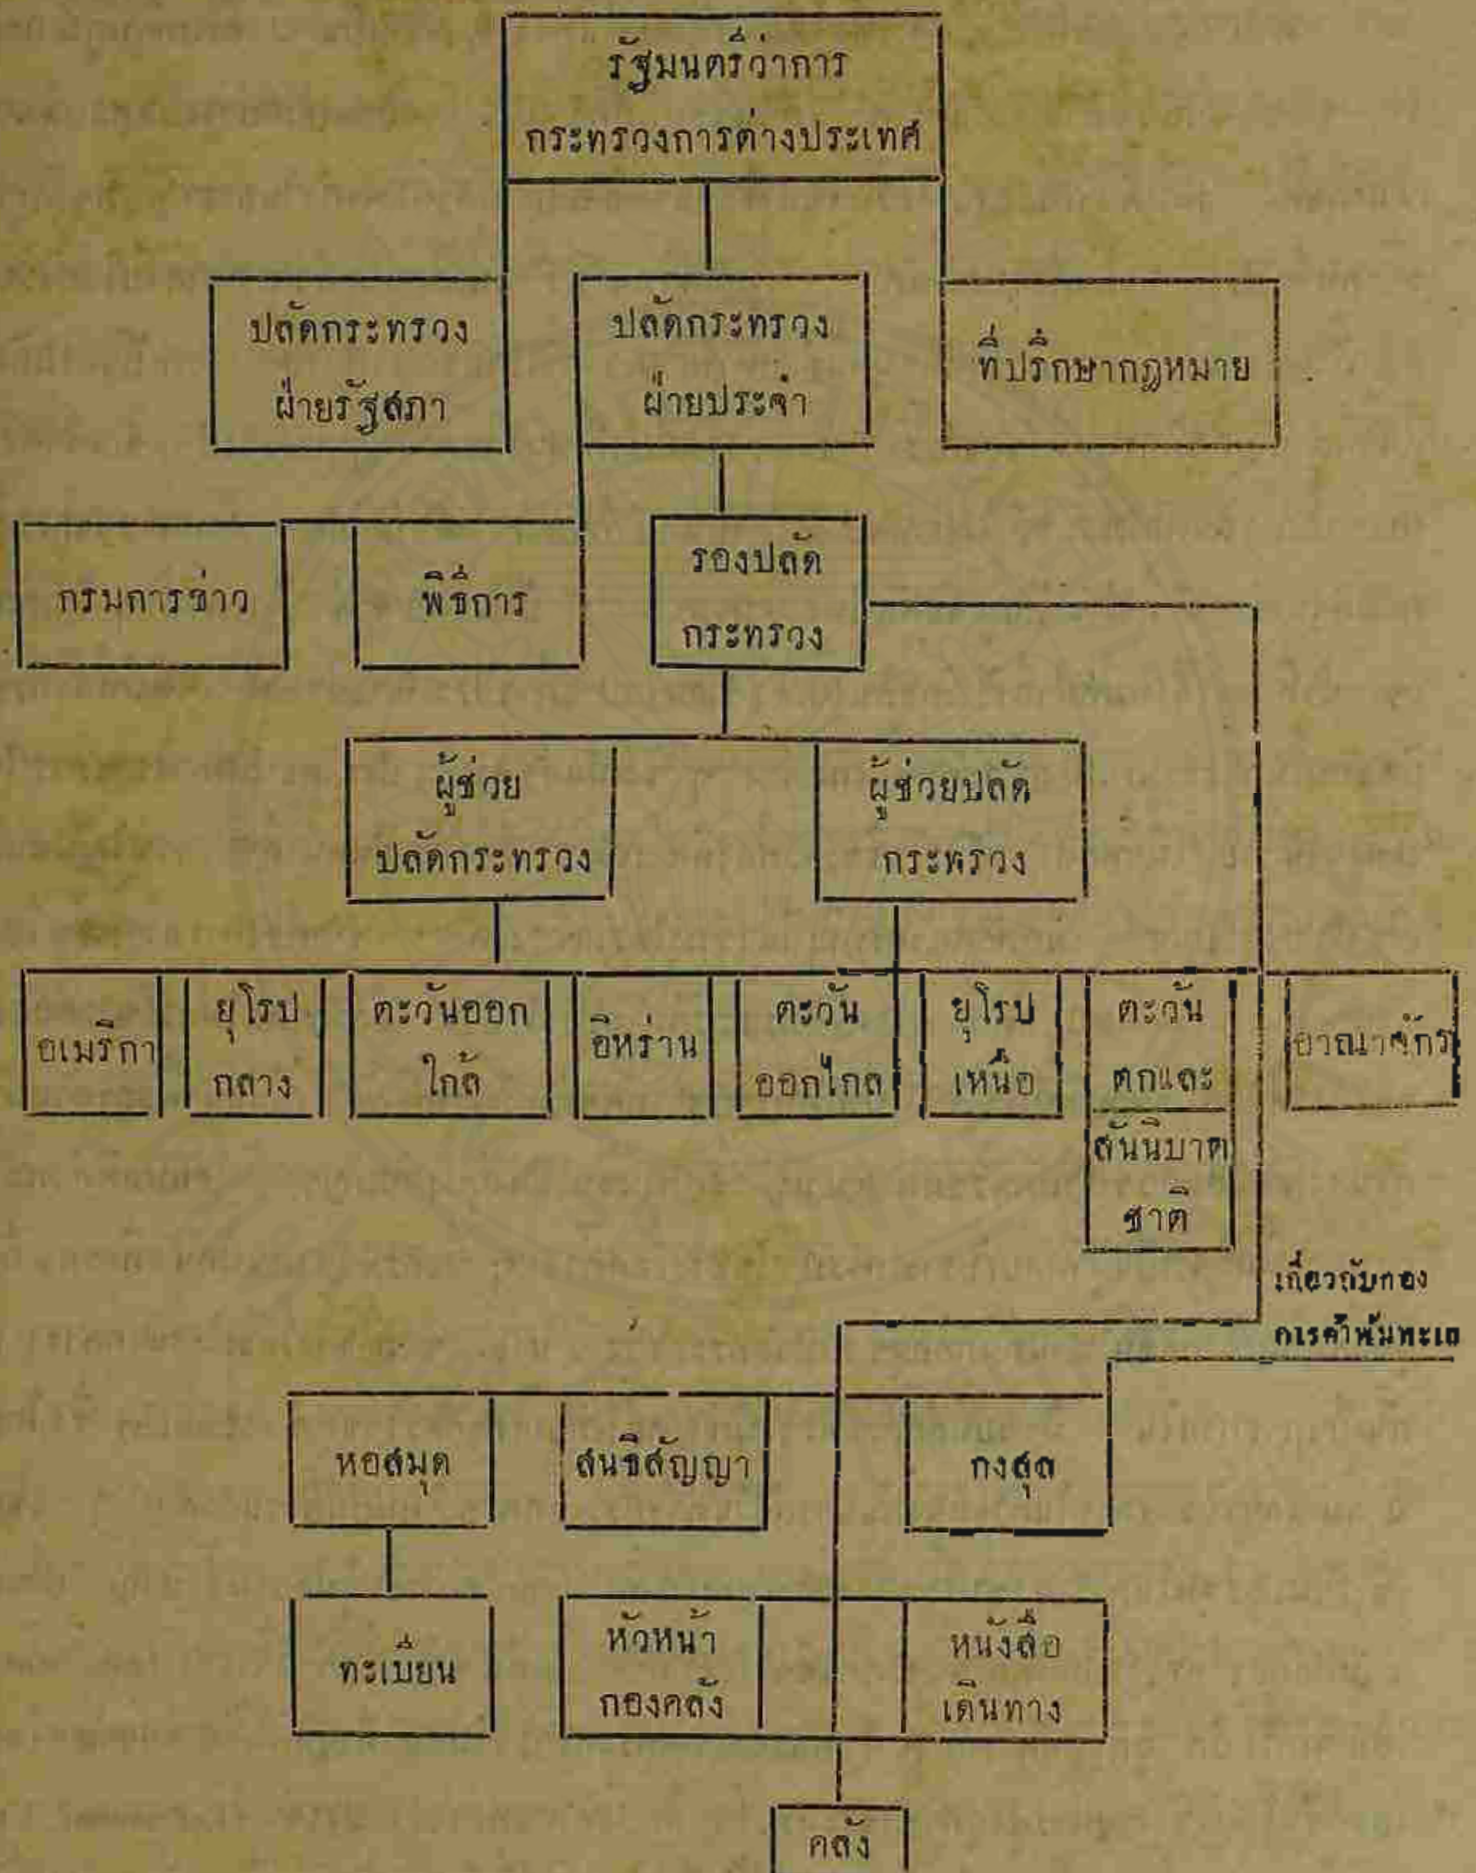 รัฐมนตรีว่าการ
กระทรวงการต่างประเทศ
ปลัดกระทรวง
ฝ่ายรัฐสภา
ปลัดกระทรวง
ฝ่ายประจำ
ที่ปรึกษากฎหมาย
กรมการข่าว
พิธีการ
รองปลัด
กระทรวง
ผู้ช่วย
ปลัดกระทรวง
ผู้ช่วยปลัด
กระทรวง
อเมริกา
ยุโรป
กลาง
ตะวันออก
ใกล้
อิหร่าน
ตะวัน
ออกไกล
ยุโรป
เหนือ
ตะวัน
ตกและ
สันนิบาต
ชาติ
อาณาจักร
เกี่ยวกับกอง
การค้าพ้นทะเล
หอสมุด
สนธิสัญญา
กงสุล
ทะเบียน
หัวหน้า
กองคลัง
หนังสือ
เดินทาง
คลัง